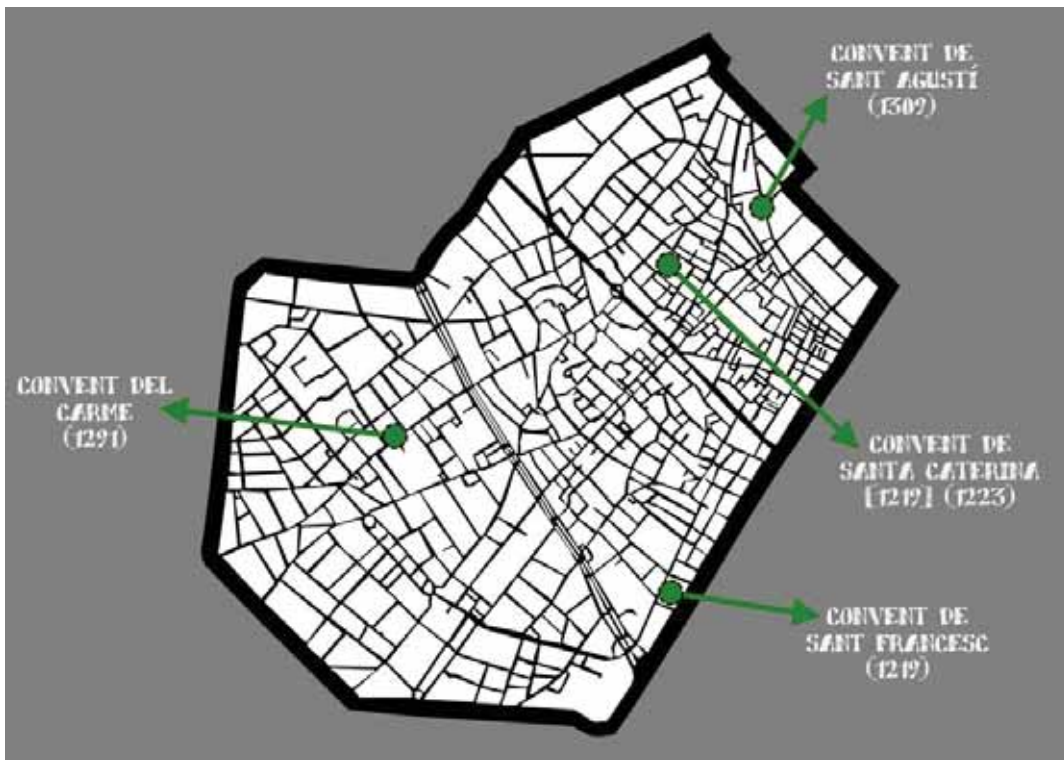 CONVENT DE
SANT AGUSTÍ
(1309)
CONVENT DEL
CARME
(1291)
CONVENT DE
SANTA CATERINA
[1219] (1223)
CONVENT DE
SANT FRANCESC
(1219)